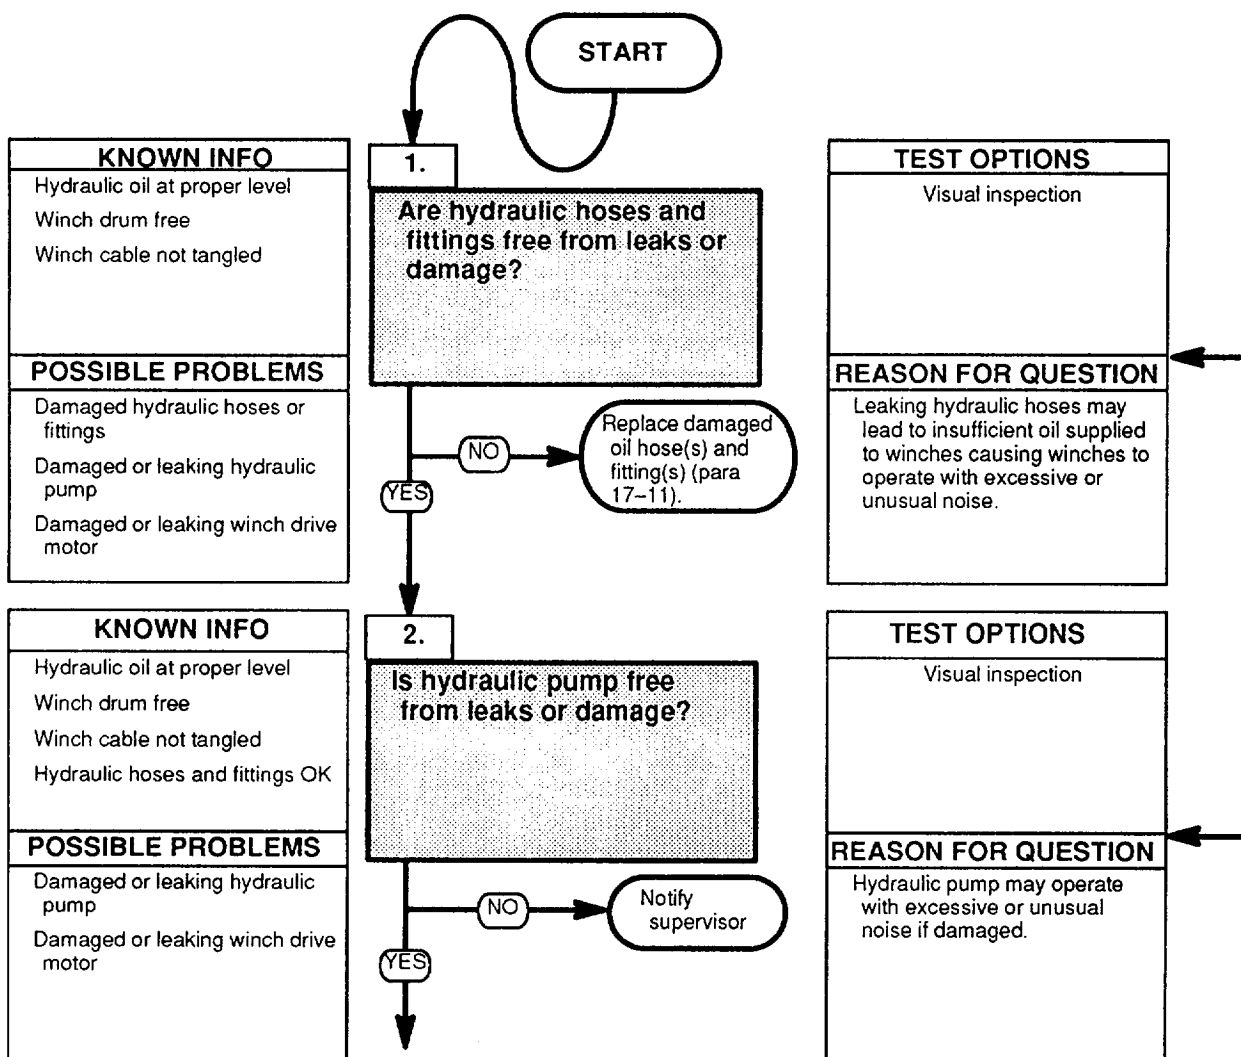 START
KNOWN INFO
Hydraulic oil at proper level
Winch drum free
Winch cable not tangled
POSSIBLE PROBLEMS
Damaged hydraulic hoses or
fittings
Damaged or leaking hydraulic
pump
Damaged or leaking winch drive
motor
1.
Are hydraulic hoses and
fittings free from leaks or
damage?
NO
Replace damaged
oil hose(s) and
fitting(s) (para
17–11).
YES
TEST OPTIONS
Visual inspection
REASON FOR QUESTION
Leaking hydraulic hoses may
lead to insufficient oil supplied
to winches causing winches to
operate with excessive or
unusual noise.
KNOWN INFO
Hydraulic oil at proper level
Winch drum free
Winch cable not tangled
Hydraulic hoses and fittings OK
POSSIBLE PROBLEMS
Damaged or leaking hydraulic
pump
Damaged or leaking winch drive
motor
2.
Is hydraulic pump free
from leaks or damage?
NO
Notify
supervisor
YES
TEST OPTIONS
Visual inspection
REASON FOR QUESTION
Hydraulic pump may operate
with excessive or unusual
noise if damaged.